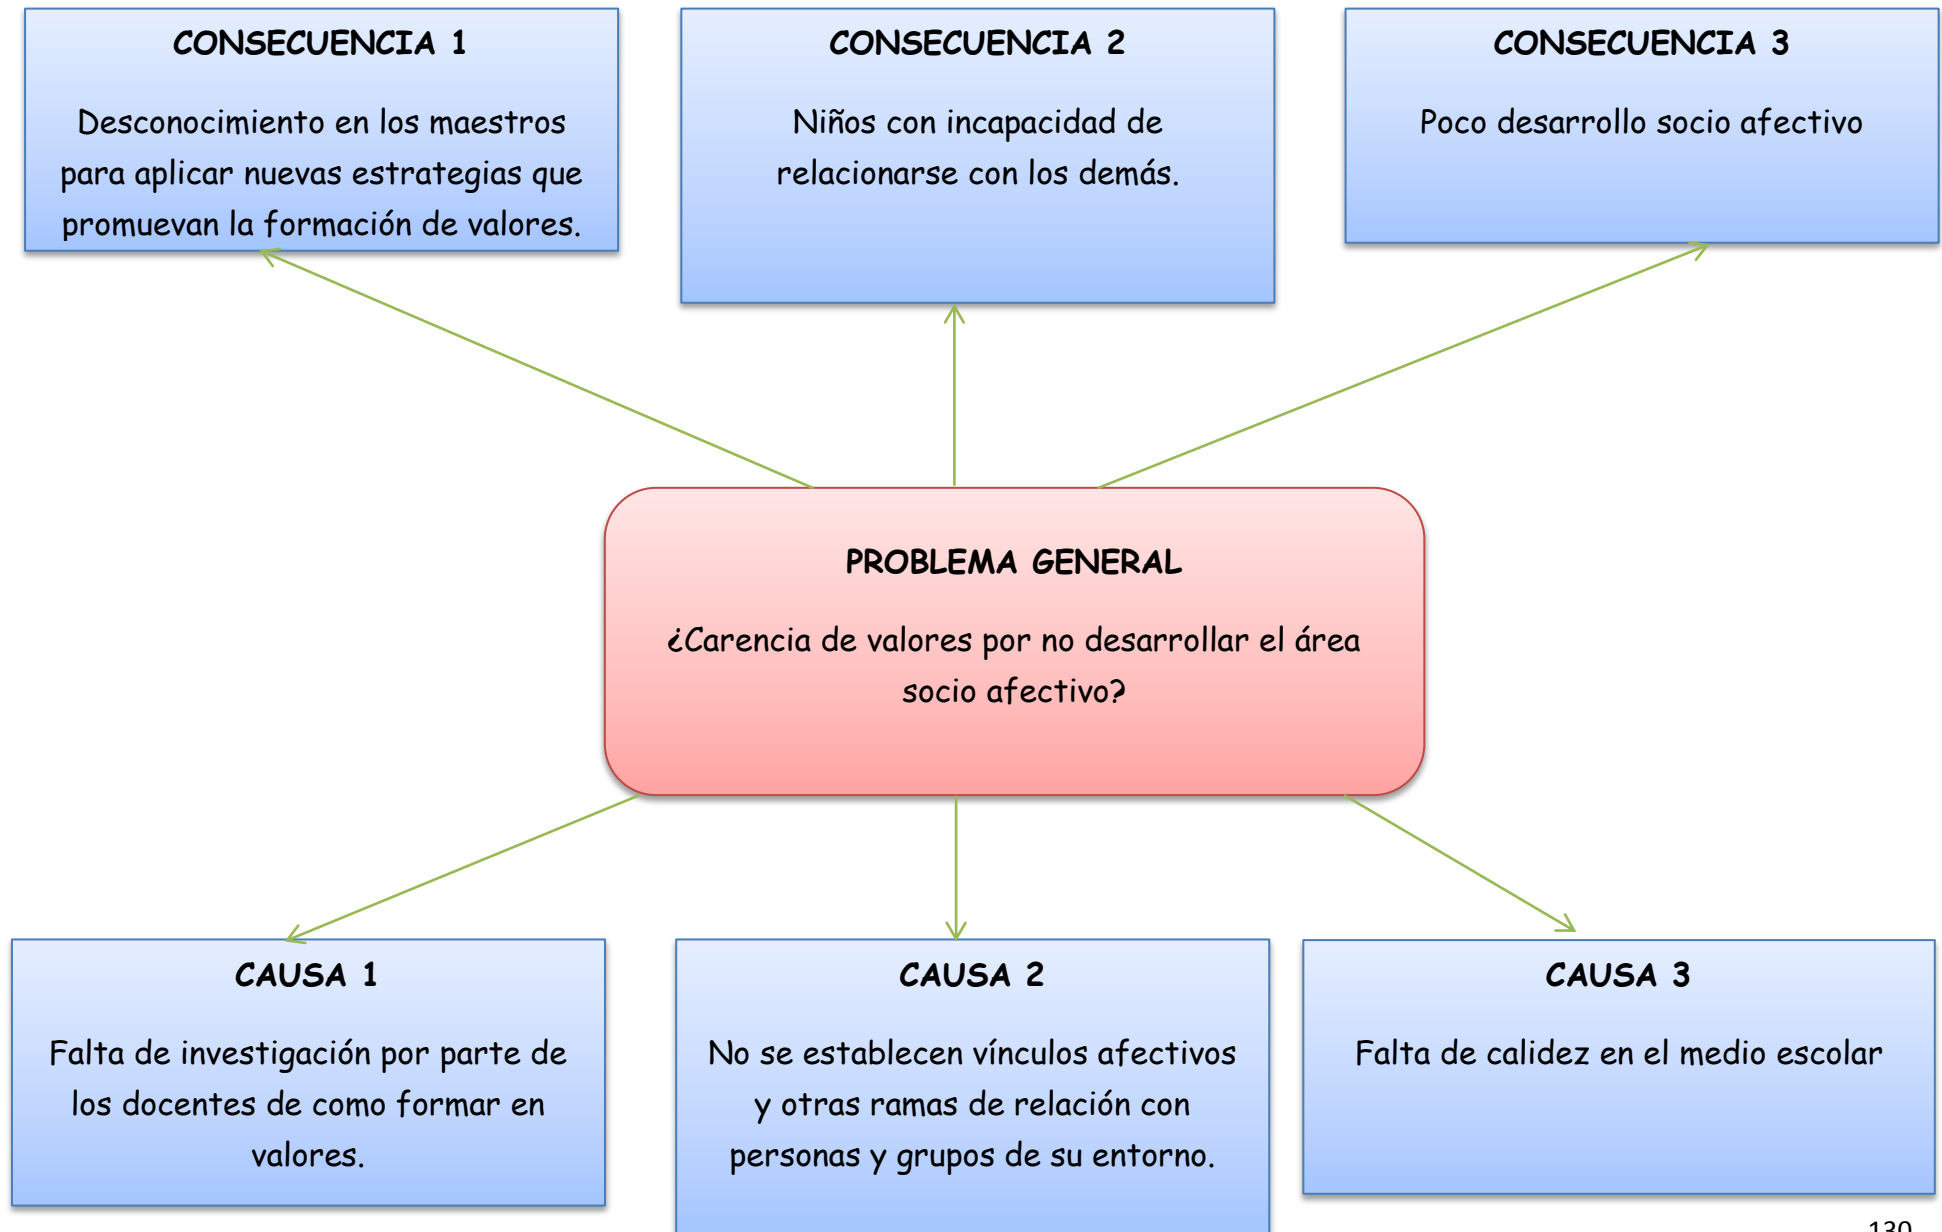 CONSECUENCIA 1
Desconocimiento en los maestros
para aplicar nuevas estrategias que
promuevan la formación de valores.
CONSECUENCIA 2
Niños con incapacidad de
relacionarse con los demás.
CONSECUENCIA 3
Poco desarrollo socio afectivo
PROBLEMA GENERAL
¿Carencia de valores por no desarrollar el área
socio afectivo?
CAUSA 1
Falta de investigación por parte de
los docentes de como formar en
valores.
CAUSA 2
No se establecen vínculos afectivos
y otras ramas de relación con
personas y grupos de su entorno.
CAUSA 3
Falta de calidez en el medio escolar
130